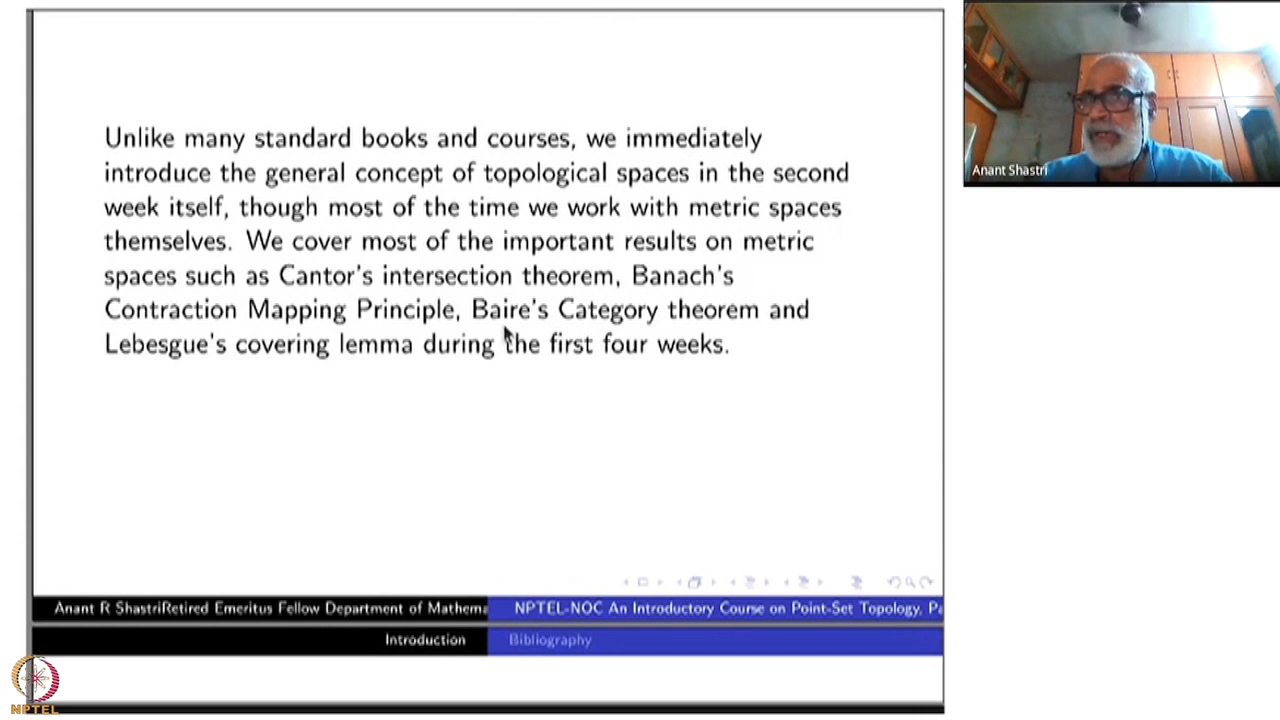 Unlike many standard books and courses, we immediately
introduce the general concept of topological spaces in the second
week itself, though most of the time we work with metric spaces
themselves. We cover most of the important results on metric
spaces such as Cantor's intersection theorem, Banach's
Contraction Mapping Principle, Baire's Category theorem and
Lebesgue's covering lemma during the first four weeks.
Anant Shastri
Anant R ShastriRetired Emeritus Fellow Department of Mathema
NPTEL-NOC An Introductory Course on Point-Set Topology, Pa
Introduction
Bibliography
NPTEL